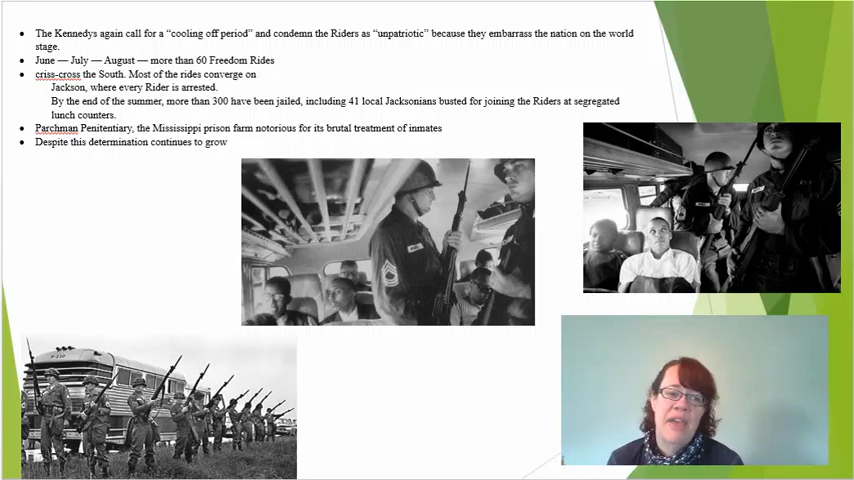 The Kennedys again call for a “cooling off period” and condemn the Riders as “unpatriotic” because they embarrass the nation on the world
stage.
June — July — August — more than 60 Freedom Rides
criss-cross the South. Most of the rides converge on
Jackson, where every Rider is arrested.
By the end of the summer, more than 300 have been jailed, including 41 local Jacksonians busted for joining the Riders at segregated
lunch counters.
Parchman Penitentiary, the Mississippi prison farm notorious for its brutal treatment of inmates
Despite this determination continues to grow